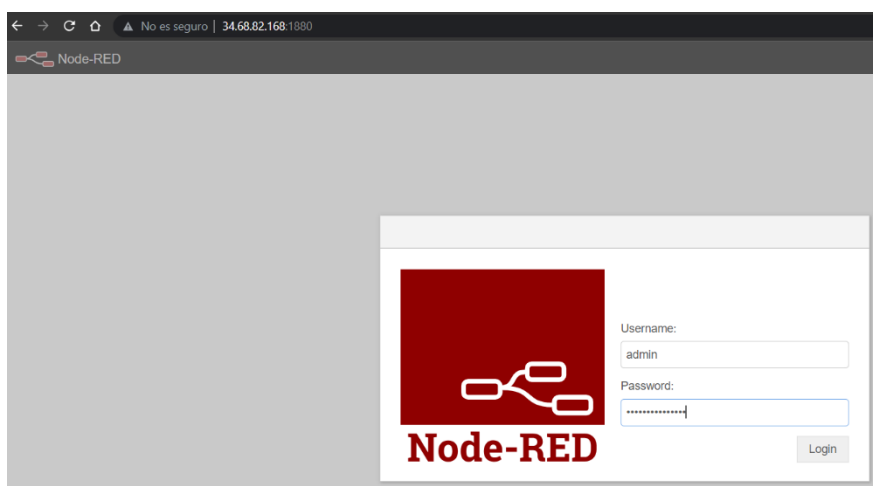 No es seguro | 34.68.82.168:1880
Node-RED
Username:
admin
Password:
•••••••••••••••
Node-RED
Login